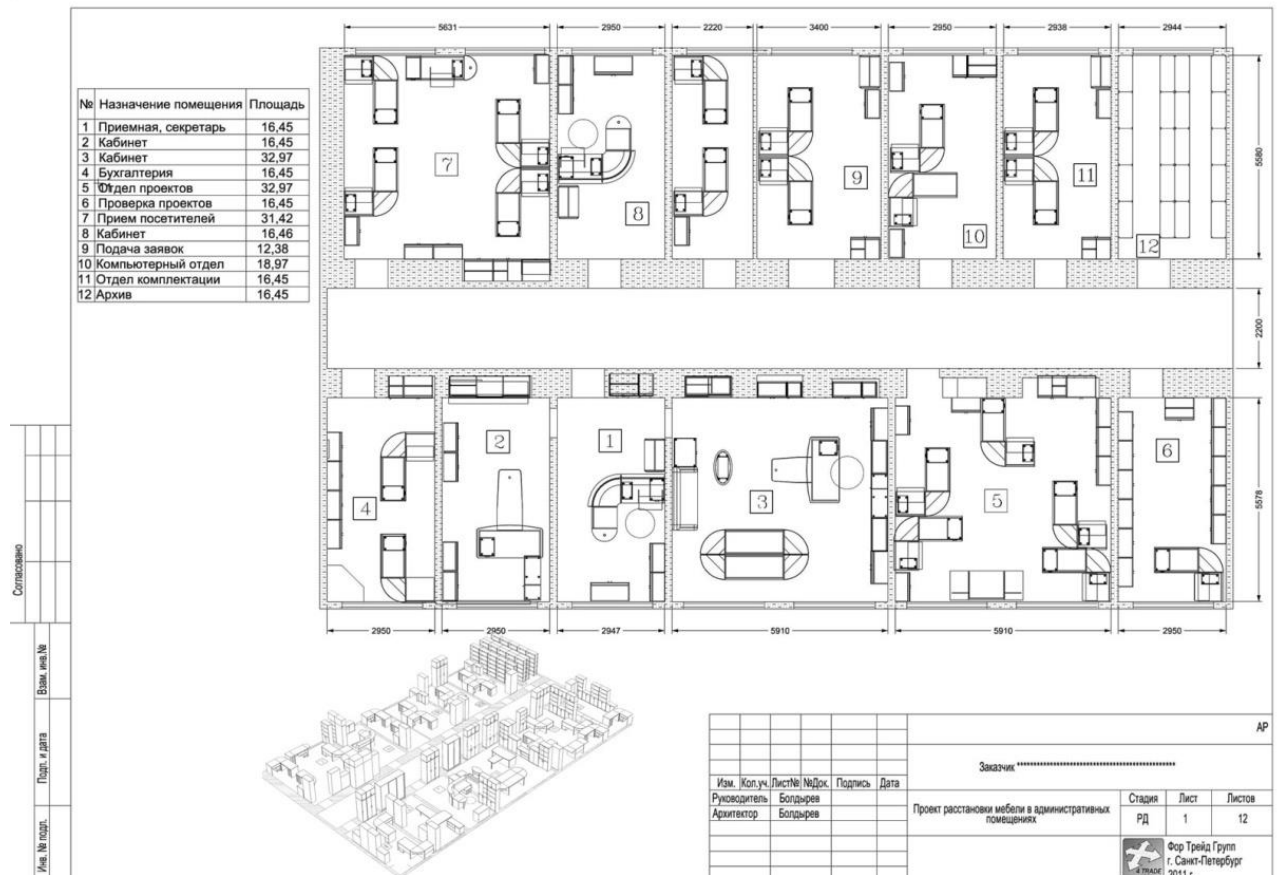 5631 2950 2220 3400 2950 2938 2944
№ Назначение помещения Площадь
1 Приемная, секретарь 16,45
2 Кабинет 16,45
3 Кабинет 32,97
4 Бухгалтерия 16,45
5 Отдел проектов 32,97
6 Проверка проектов 16,45
7 Прием посетителей 31,42
8 Кабинет 16,46
9 Подача заявок 12,38
10 Компьютерный отдел 18,97
11 Отдел комплектации 16,45
12 Архив 16,45
7
8
9
10
11
12
5580
2200
4
2
1
3
5
6
5578
2950 2950 2947 5910 5910 2950
Согласовано
Взам. инв.№
Подп. и дата
Инв. № подл.
АР
Заказчик ************************************************
Изм. Кол.уч. Лист№ №Док. Подпись Дата
Руководитель Болдырев
Архитектор Болдырев
Проект расстановки мебели в административных
помещениях
Стадия Лист Листов
РД 1 12
4 TRADE
Фор Трейд Групп
г. Санкт-Петербург
2011 г.